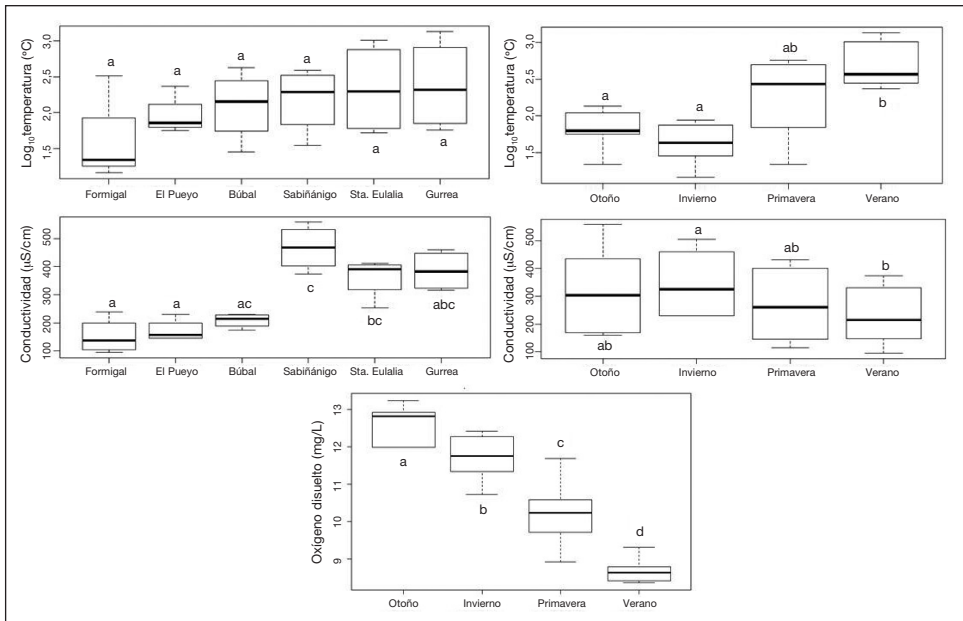 Log10temperatura (°C)
3,0
2,5
2,0
1,5
a a a a a a
Formigal El Pueyo Búbal Sabiñánigo Sta. Eulalia Gurrea
Log10temperatura (°C)
3,0
2,5
2,0
1,5
a a ab b
Otoño Invierno Primavera Verano
Conductividad (µS/cm)
500
400
300
200
100
a a ac c bc abc
Formigal El Pueyo Búbal Sabiñánigo Sta. Eulalia Gurrea
Conductividad (µS/cm)
500
400
300
200
100
ab a ab b
Otoño Invierno Primavera Verano
Oxígeno disuelto (mg/L)
13
12
11
10
9
a b c d
Otoño Invierno Primavera Verano